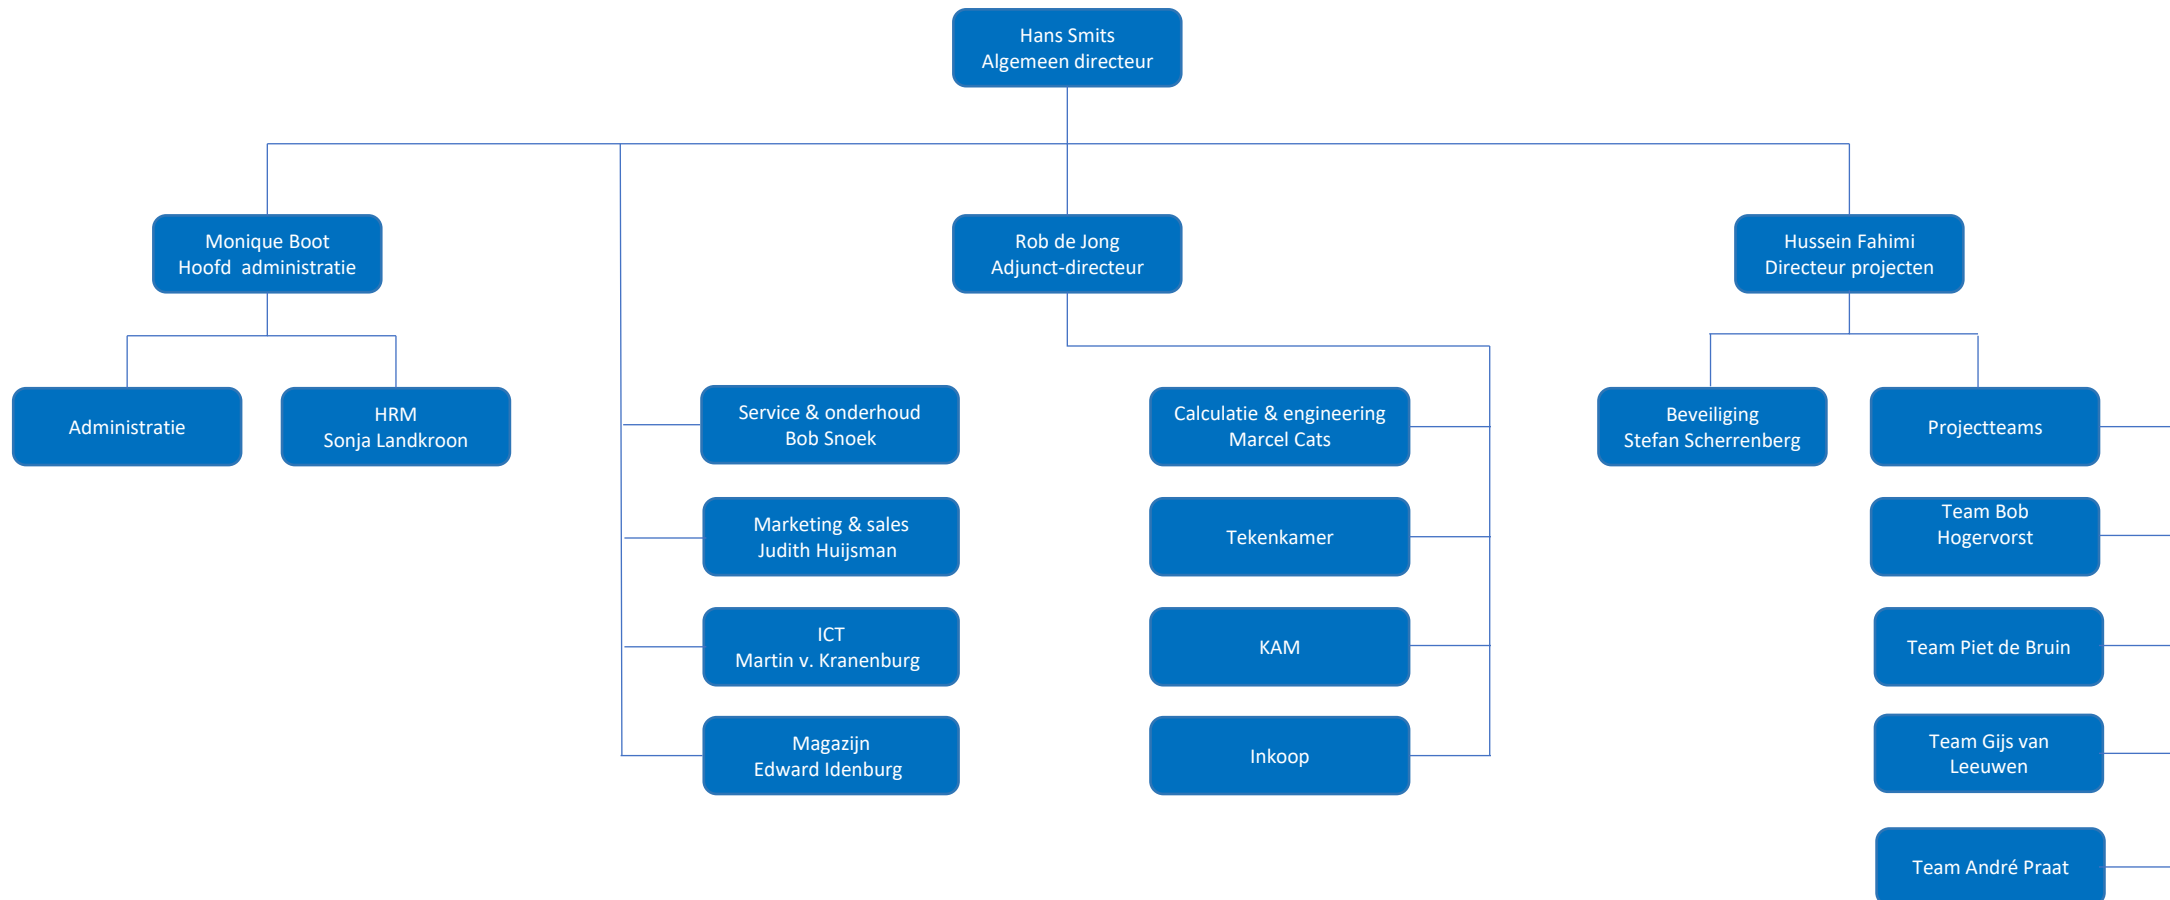 Hans Smits
Algemeen directeur
Monique Boot
Hoofd  administratie
Rob de Jong
Adjunct-directeur
Hussein Fahimi
Directeur projecten
Administratie
HRM
Sonja Landkroon
Service & onderhoud
Bob Snoek
Calculatie & engineering
Marcel Cats
Beveiliging
Stefan Scherrenberg
Projectteams
Marketing & sales
Judith Huijsman
Tekenkamer
Team Bob
Hogervorst
ICT
Martin v. Kranenburg
KAM
Team Piet de Bruin
Magazijn
Edward Idenburg
Inkoop
Team Gijs van
Leeuwen
Team André Praat